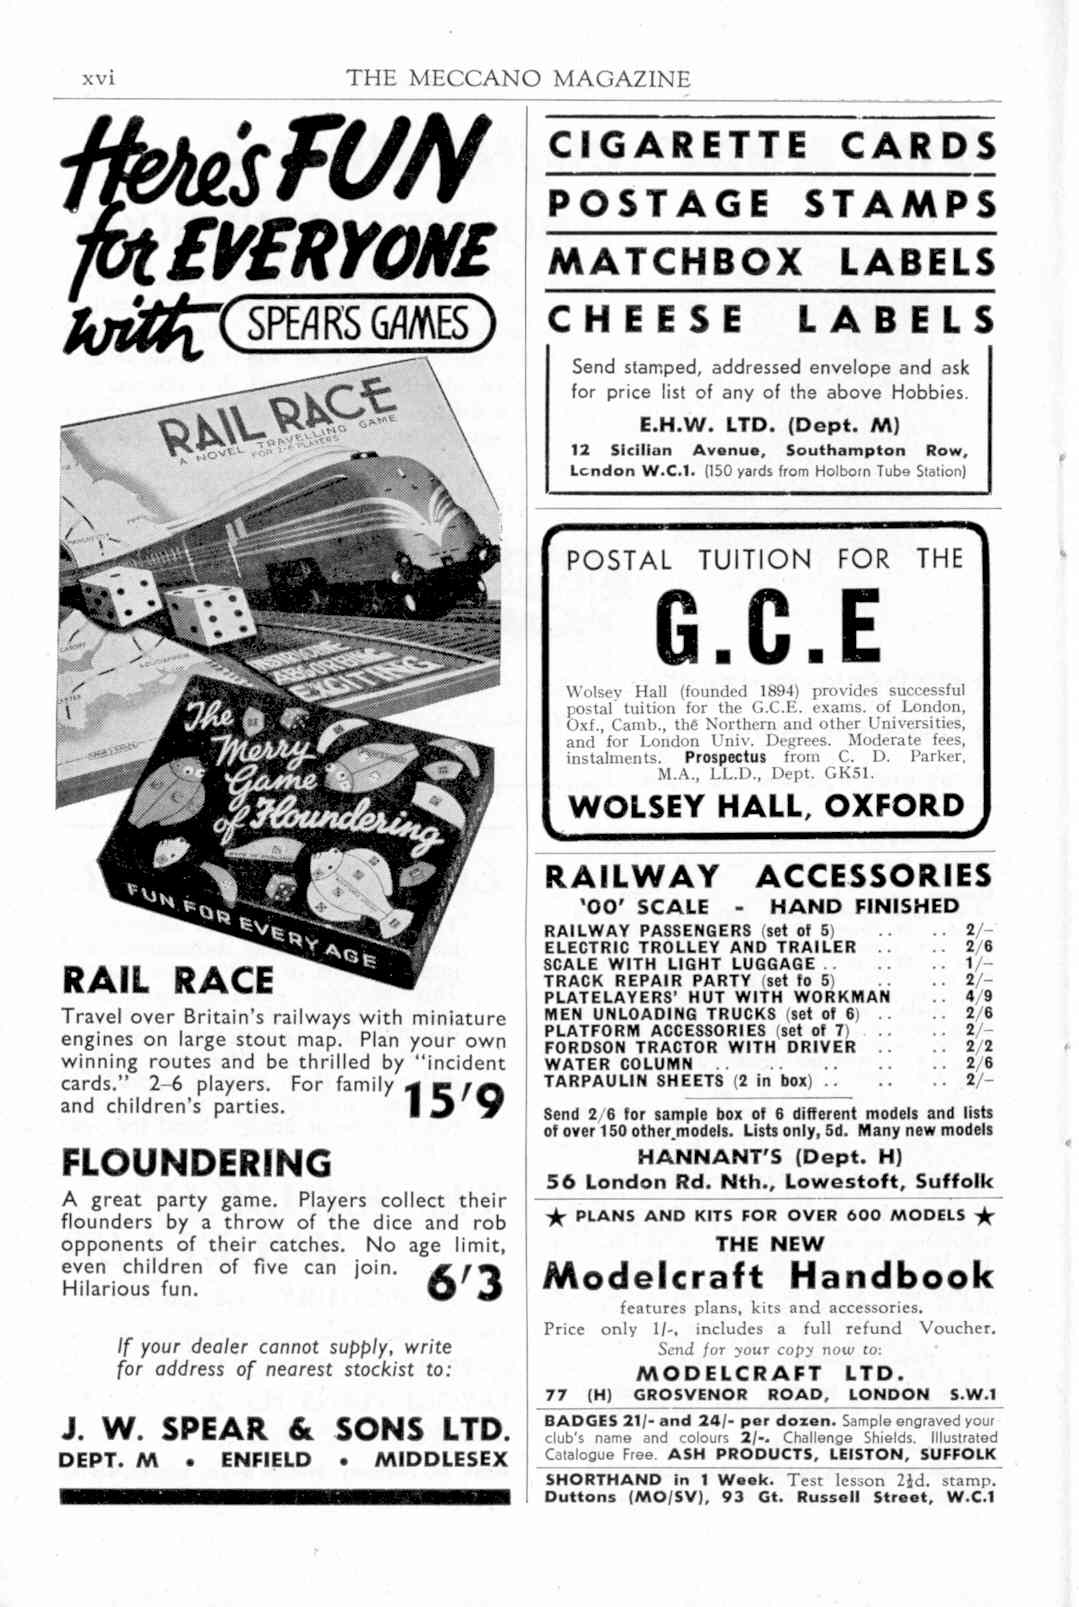 xvi
THE MECCANO MAGAZINE
Here's FUN
for EVERYONE
with SPEAR'S GAMES
RAIL RACE
A NOVEL TRAVELLING GAME
FOR 2-6 PLAYERS
EXCITING
The
Merry
Game
of Floundering
FUN FOR EVERY AGE
RAIL RACE
Travel over Britain's railways with miniature
engines on large stout map. Plan your own
winning routes and be thrilled by "incident
cards." 2–6 players. For family
and children's parties. 15'9
FLOUNDERING
A great party game. Players collect their
flounders by a throw of the dice and rob
opponents of their catches. No age limit,
even children of five can join.
Hilarious fun. 6'3
If your dealer cannot supply, write
for address of nearest stockist to:
J. W. SPEAR & SONS LTD.
DEPT. M • ENFIELD • MIDDLESEX
CIGARETTE CARDS
POSTAGE STAMPS
MATCHBOX LABELS
CHEESE LABELS
Send stamped, addressed envelope and ask
for price list of any of the above Hobbies.
E.H.W. LTD. (Dept. M)
12 Sicilian Avenue, Southampton Row,
London W.C.1. (150 yards from Holborn Tube Station)
POSTAL TUITION FOR THE
G.C.E
Wolsey Hall (founded 1894) provides successful
postal tuition for the G.C.E. exams. of London,
Oxf., Camb., the Northern and other Universities,
and for London Univ. Degrees. Moderate fees,
instalments. Prospectus from C. D. Parker,
M.A., LL.D., Dept. GK51.
WOLSEY HALL, OXFORD
RAILWAY ACCESSORIES
'OO' SCALE - HAND FINISHED
RAILWAY PASSENGERS (set of 5) .. .. 2/–
ELECTRIC TROLLEY AND TRAILER .. .. 2/6
SCALE WITH LIGHT LUGGAGE .. .. .. 1/–
TRACK REPAIR PARTY (set fo 5) .. .. 2/–
PLATELAYERS' HUT WITH WORKMAN .. 4/9
MEN UNLOADING TRUCKS (set of 6) .. .. 2/6
PLATFORM ACCESSORIES (set of 7) .. .. 2/–
FORDSON TRACTOR WITH DRIVER .. .. 2/2
WATER COLUMN .. .. .. .. 2/6
TARPAULIN SHEETS (2 in box) .. .. .. 2/–
Send 2/6 for sample box of 6 different models and lists
of over 150 other models. Lists only, 5d. Many new models
HANNANT'S (Dept. H)
56 London Rd. Nth., Lowestoft, Suffolk
★ PLANS AND KITS FOR OVER 600 MODELS ★
THE NEW
Modelcraft Handbook
features plans, kits and accessories.
Price only 1/-, includes a full refund Voucher.
Send for your copy now to:
MODELCRAFT LTD.
77 (H) GROSVENOR ROAD, LONDON S.W.1
BADGES 21/- and 24/- per dozen. Sample engraved your
club's name and colours 2/-. Challenge Shields. Illustrated
Catalogue Free. ASH PRODUCTS, LEISTON, SUFFOLK
SHORTHAND in 1 Week. Test lesson 2½d. stamp.
Duttons (MO/SV), 93 Gt. Russell Street, W.C.1